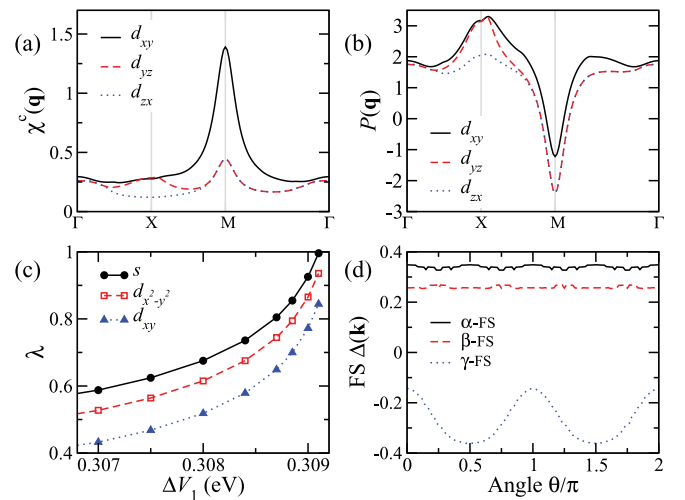 (a)
d_xy
d_yz
d_zx
χ^c(q)
1.5
1
0.5
0
Γ X M Γ
(b)
P(q)
3
2
1
0
-1
-2
-3
d_xy
d_yz
d_zx
Γ X M Γ
(c)
s
d_x²-y²
d_xy
λ
1
0.8
0.6
0.4
0.307 0.308 0.309
ΔV_1 (eV)
(d)
FS Δ(k)
0.4
0.2
0
-0.2
-0.4
α-FS
β-FS
γ-FS
0 0.5 1 1.5 2
Angle θ/π